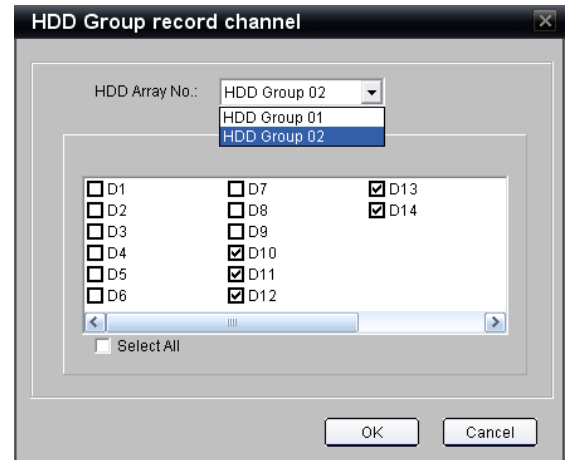 HDD Group record channel
HDD Array No.: HDD Group 02
HDD Group 01
HDD Group 02
D1 D7 D13
D2 D8 D14
D3 D9
D4 D10
D5 D11
D6 D12
Select All
OK Cancel